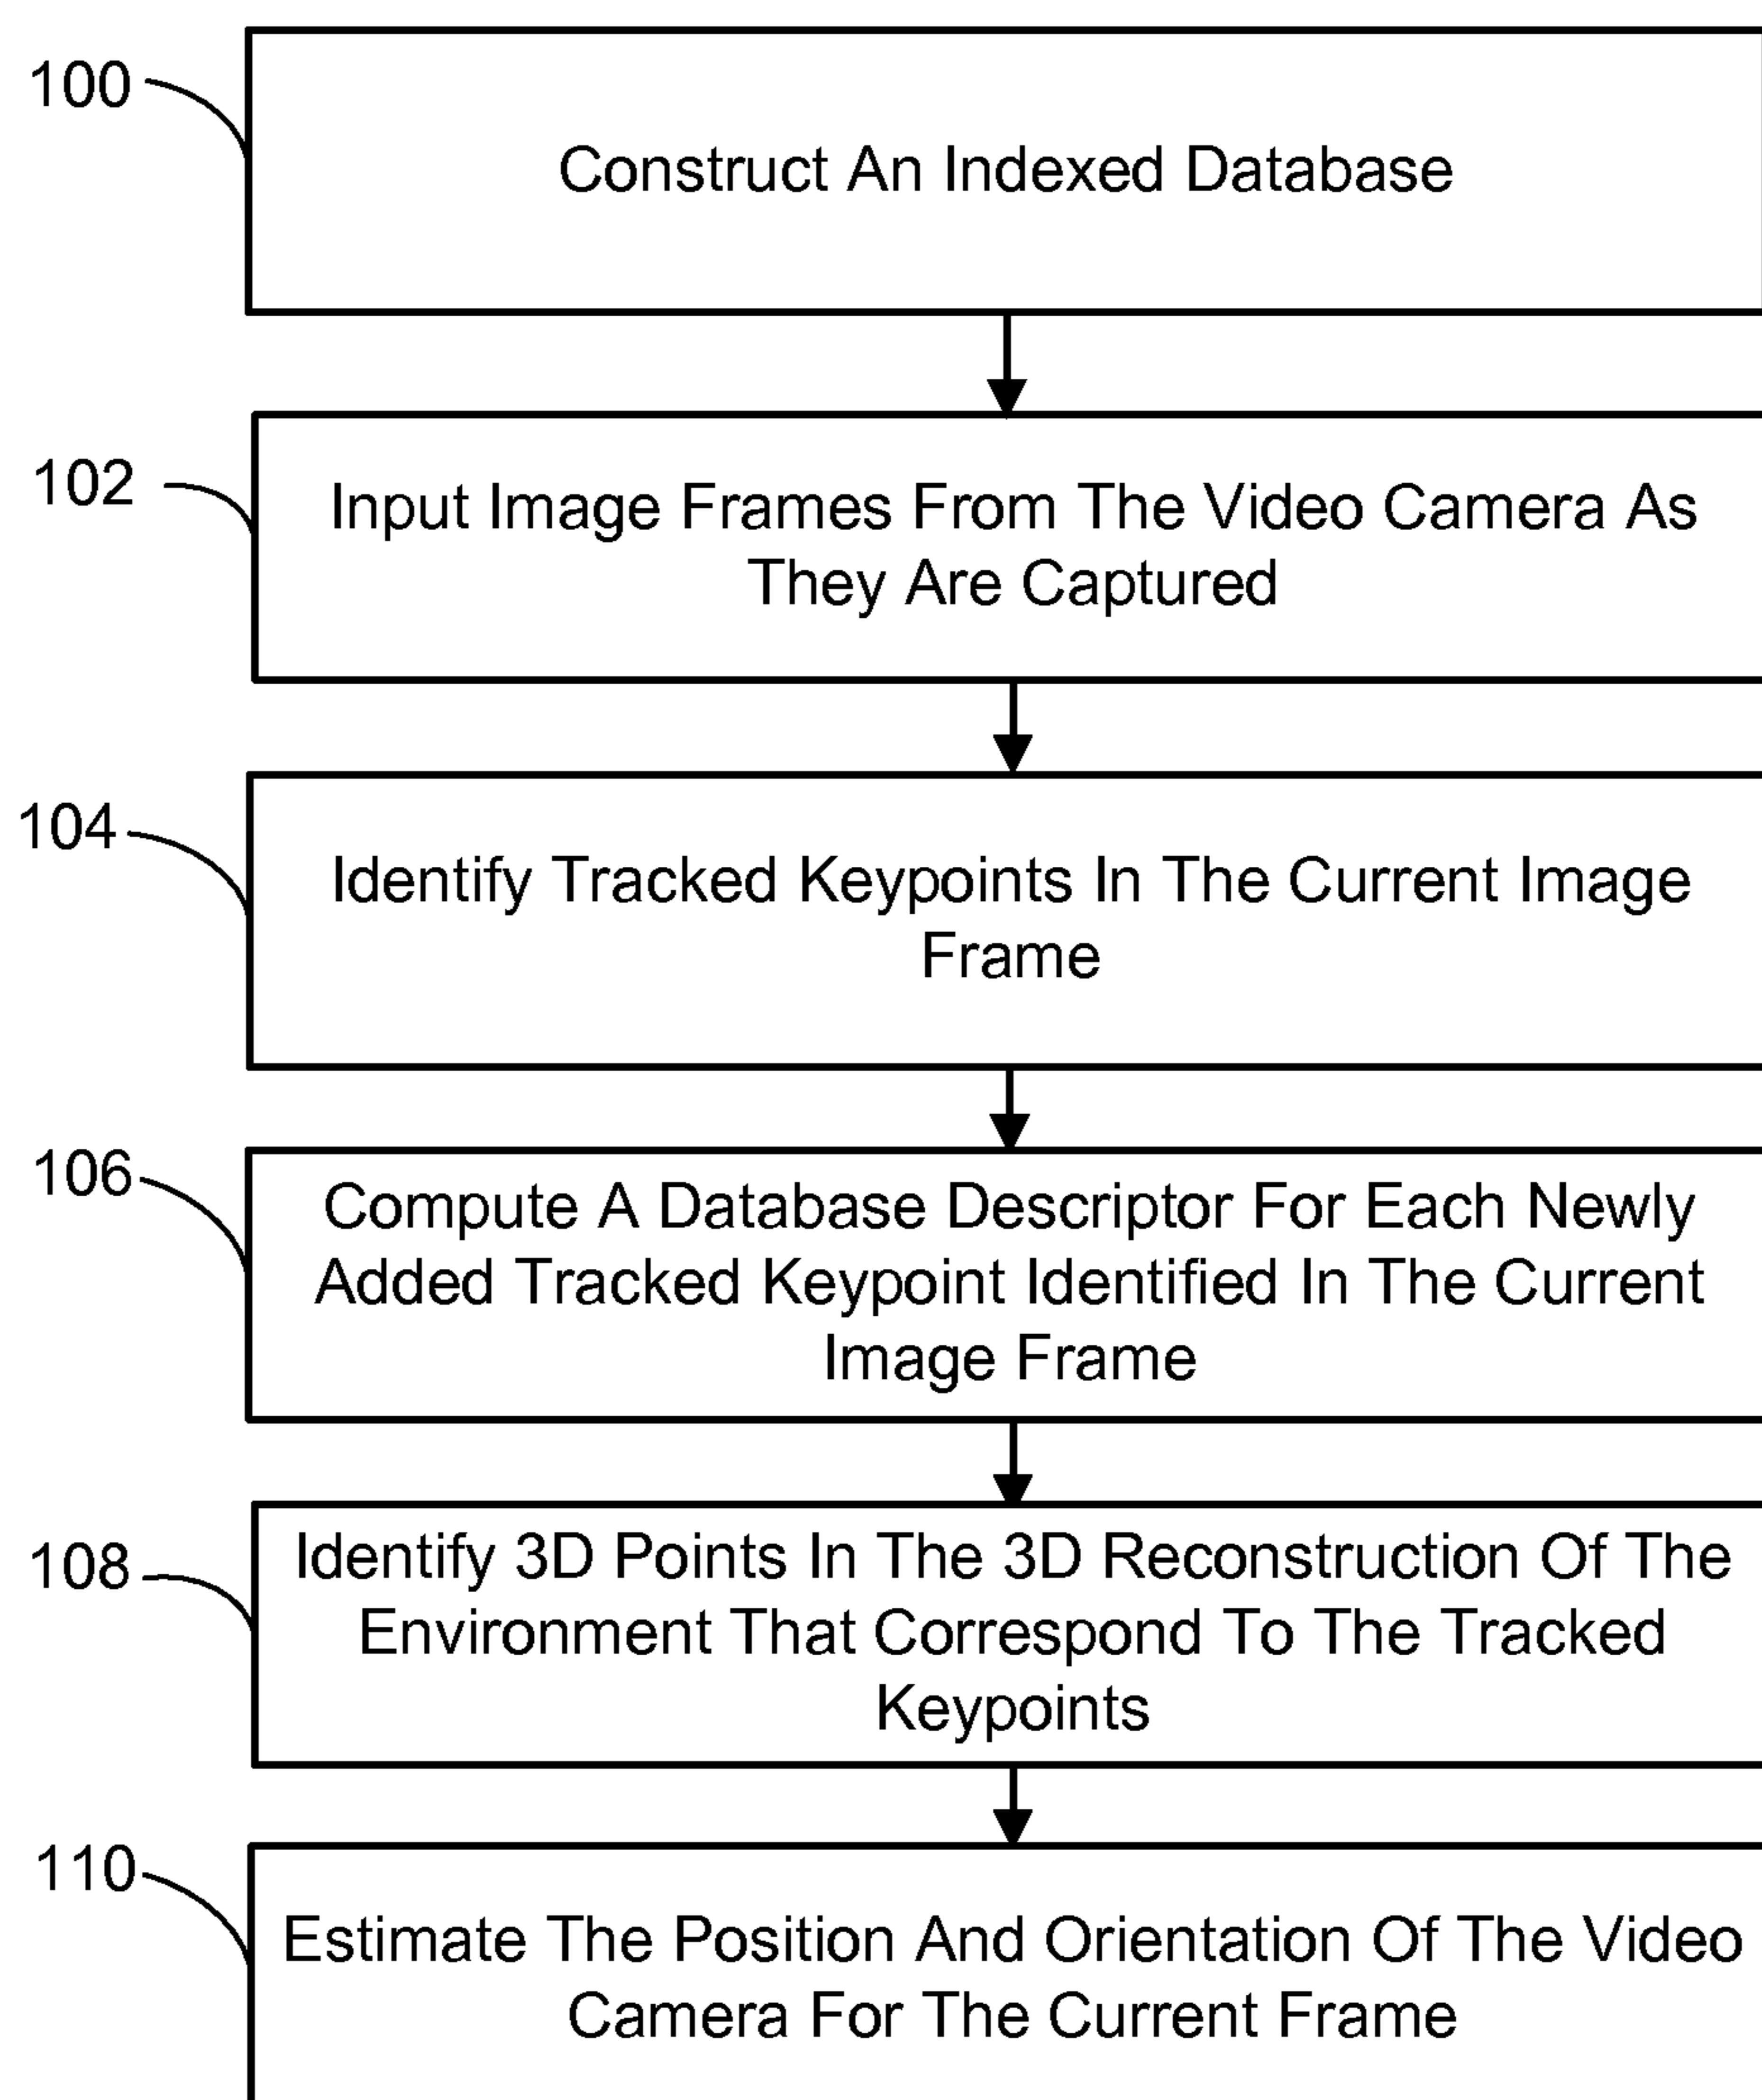 100
Construct An Indexed Database
102
Input Image Frames From The Video Camera As
They Are Captured
104
Identify Tracked Keypoints In The Current Image
Frame
106
Compute A Database Descriptor For Each Newly
Added Tracked Keypoint Identified In The Current
Image Frame
108
Identify 3D Points In The 3D Reconstruction Of The
Environment That Correspond To The Tracked
Keypoints
110
Estimate The Position And Orientation Of The Video
Camera For The Current Frame